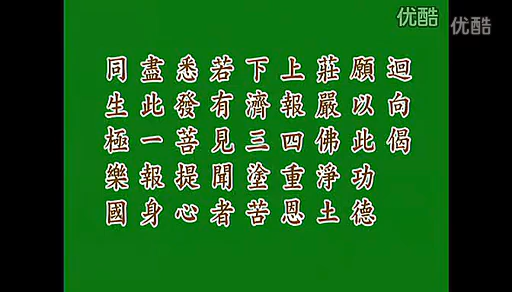 優酷
優酷
迴向偈
願以此功德
莊嚴佛淨土
上報四重恩
下濟三塗苦
若有見聞者
悉發菩提心
盡此一報身
同生極樂國